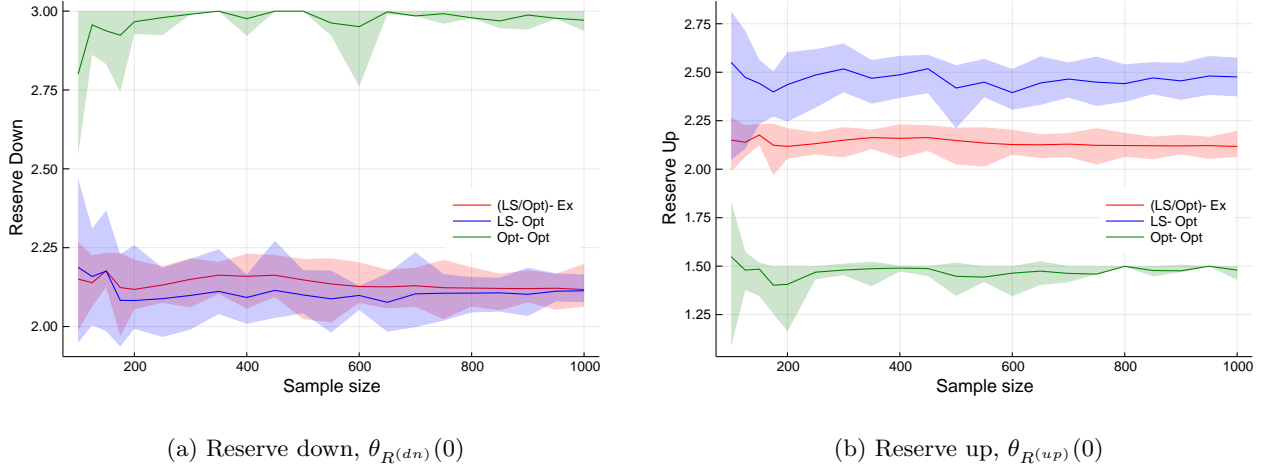 3.00
2.75
2.50
2.25
2.00
Reserve Down
(LS/Opt)- Ex
LS- Opt
Opt- Opt
200
400
600
800
1000
Sample size
(a) Reserve down, θ_{R^{(dn)}}(0)
2.75
2.50
2.25
2.00
1.75
1.50
1.25
Reserve Up
(LS/Opt)- Ex
LS- Opt
Opt- Opt
200
400
600
800
1000
Sample size
(b) Reserve up, θ_{R^{(up)}}(0)